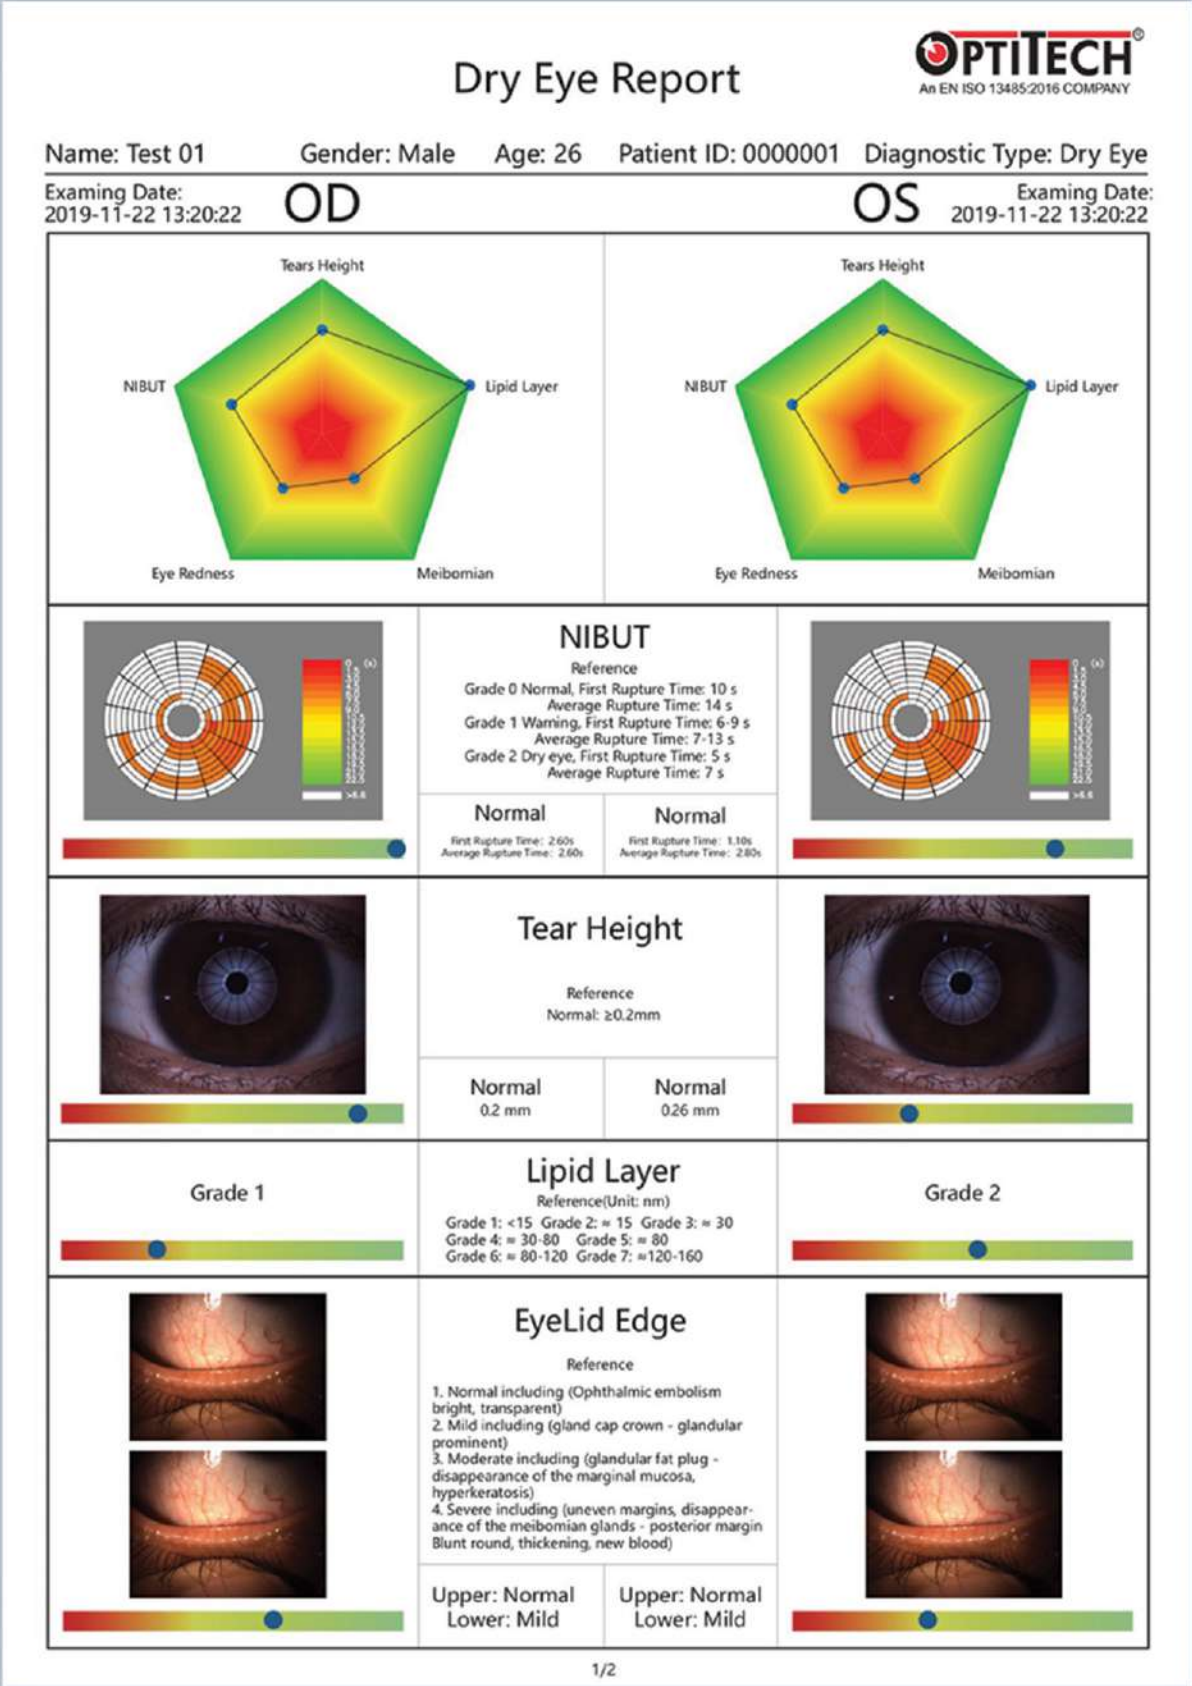 OPTITECH®
An EN ISO 13485:2016 COMPANY
Dry Eye Report
Name: Test 01 Gender: Male Age: 26 Patient ID: 0000001 Diagnostic Type: Dry Eye
Examing Date:
2019-11-22 13:20:22
OD
OS
Examing Date:
2019-11-22 13:20:22
Tears Height
NIBUT
Lipid Layer
Eye Redness
Meibomian
Tears Height
NIBUT
Lipid Layer
Eye Redness
Meibomian
NIBUT
Reference
Grade 0 Normal, First Rupture Time: 10 s
Average Rupture Time: 14 s
Grade 1 Warning, First Rupture Time: 6-9 s
Average Rupture Time: 7-13 s
Grade 2 Dry eye, First Rupture Time: 5 s
Average Rupture Time: 7 s
(s)
(s)
Normal
First Rupture Time: 2.60s
Average Rupture Time: 2.60s
Normal
First Rupture Time: 1.10s
Average Rupture Time: 2.80s
Tear Height
Reference
Normal: ≥0.2mm
Normal
0.2 mm
Normal
0.26 mm
Grade 1
Lipid Layer
Reference(Unit: nm)
Grade 1: <15 Grade 2: ≈ 15 Grade 3: ≈ 30
Grade 4: ≈ 30-80 Grade 5: ≈ 80
Grade 6: ≈ 80-120 Grade 7: ≈120-160
Grade 2
EyeLid Edge
Reference
1. Normal including (Ophthalmic embolism
bright, transparent)
2. Mild including (gland cap crown - glandular
prominent)
3. Moderate including (glandular fat plug -
disappearance of the marginal mucosa,
hyperkeratosis)
4. Severe including (uneven margins, disappear-
ance of the meibomian glands - posterior margin
Blunt round, thickening, new blood)
Upper: Normal
Lower: Mild
Upper: Normal
Lower: Mild
1/2